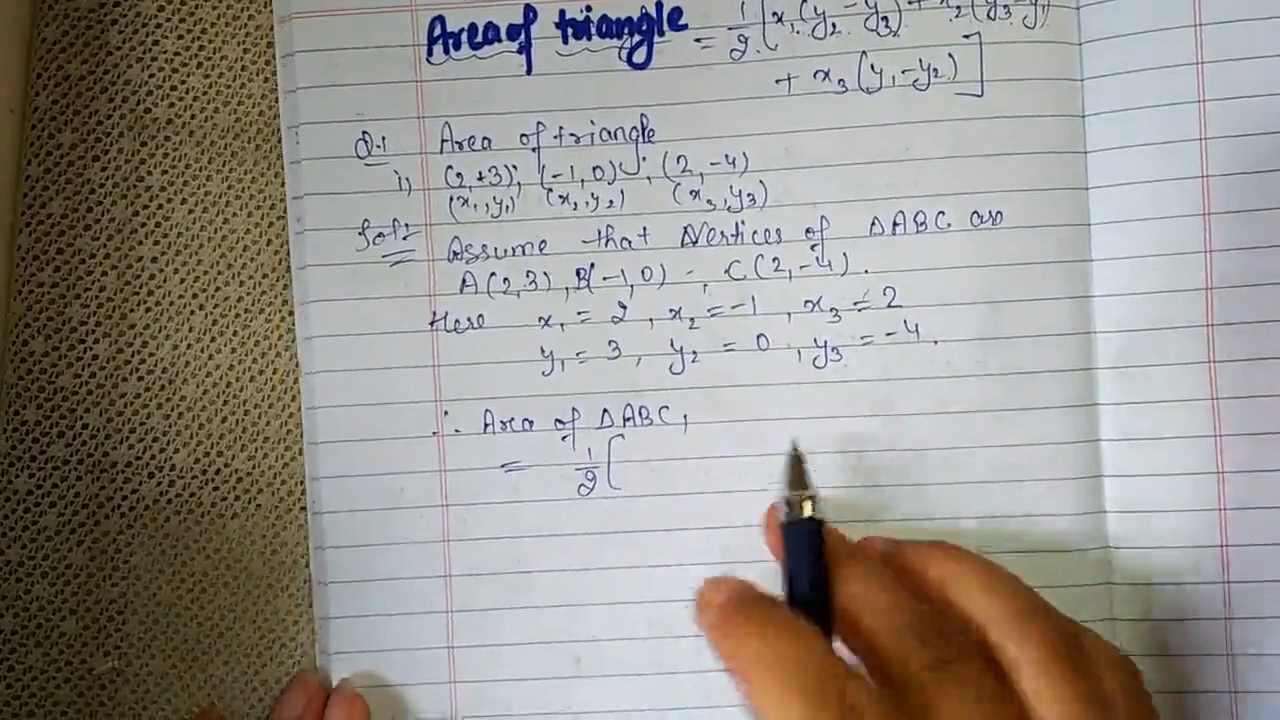 Area of triangle = 1/2 [x₁(y₂-y₃) + x₂(y₃-y₁)
+ x₃(y₁-y₂)]
Q.1 Area of triangle
i) (2,+3); (-1,0); (2,-4)
(x₁,y₁) (x₂,y₂) (x₃,y₃)
Solⁿ: Assume that Vertices of ΔABC are
A(2,3), B(-1,0), C(2,-4).
Here x₁ = 2, x₂ = -1, x₃ = 2
y₁ = 3, y₂ = 0, y₃ = -4.
∴ Area of ΔABC,
= 1/2 [